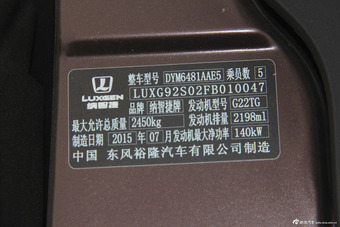 LUXGEN
纳智捷
整车型号 DYM6481AAE5 乘员数 5
LUXG92S02FB010047
品牌 纳智捷牌 发动机型号 G22TG
最大允许总质量 2450kg 发动机排量 2198ml
制造日期 2015 年 07 月 发动机最大净功率 140kW
中国 东风裕隆汽车有限公司制造